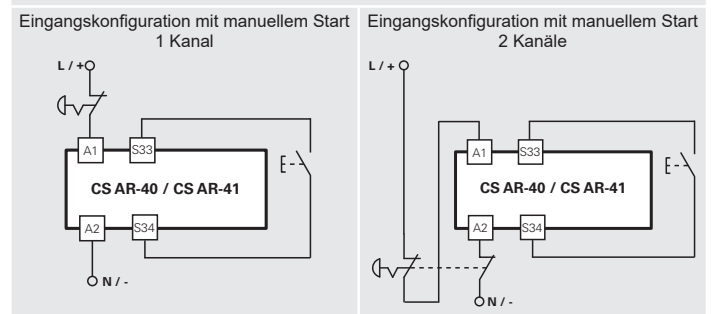 Eingangskonfiguration mit manuellem Start
1 Kanal
L / +
A1
S33
CS AR-40 / CS AR-41
A2
S34
N / -
Eingangskonfiguration mit manuellem Start
2 Kanäle
L / +
A1
S33
CS AR-40 / CS AR-41
A2
S34
N / -